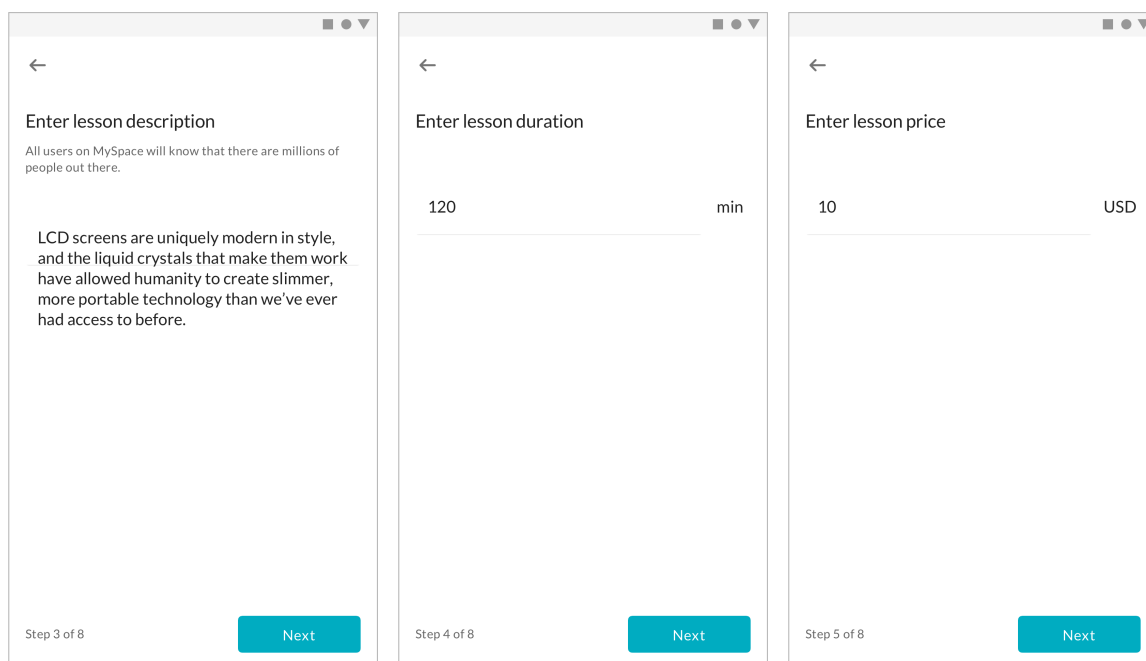 Enter lesson description
All users on MySpace will know that there are millions of
people out there.
LCD screens are uniquely modern in style,
and the liquid crystals that make them work
have allowed humanity to create slimmer,
more portable technology than we’ve ever
had access to before.
Step 3 of 8
Next
Enter lesson duration
120
min
Step 4 of 8
Next
Enter lesson price
10
USD
Step 5 of 8
Next